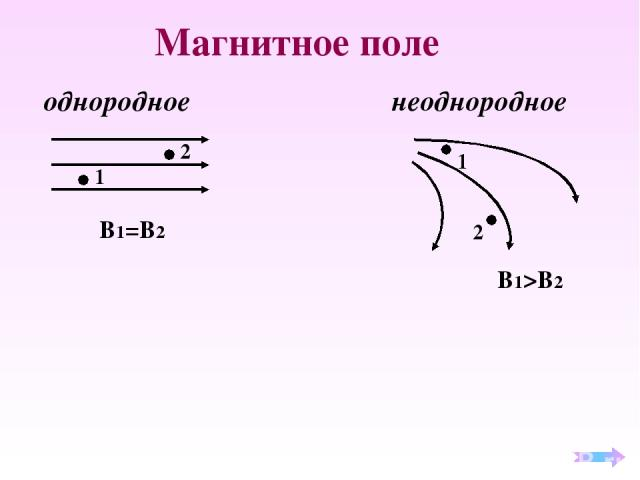 Магнитное поле
однородное
неоднородное
2
1
B1=B2
1
2
B1>B2